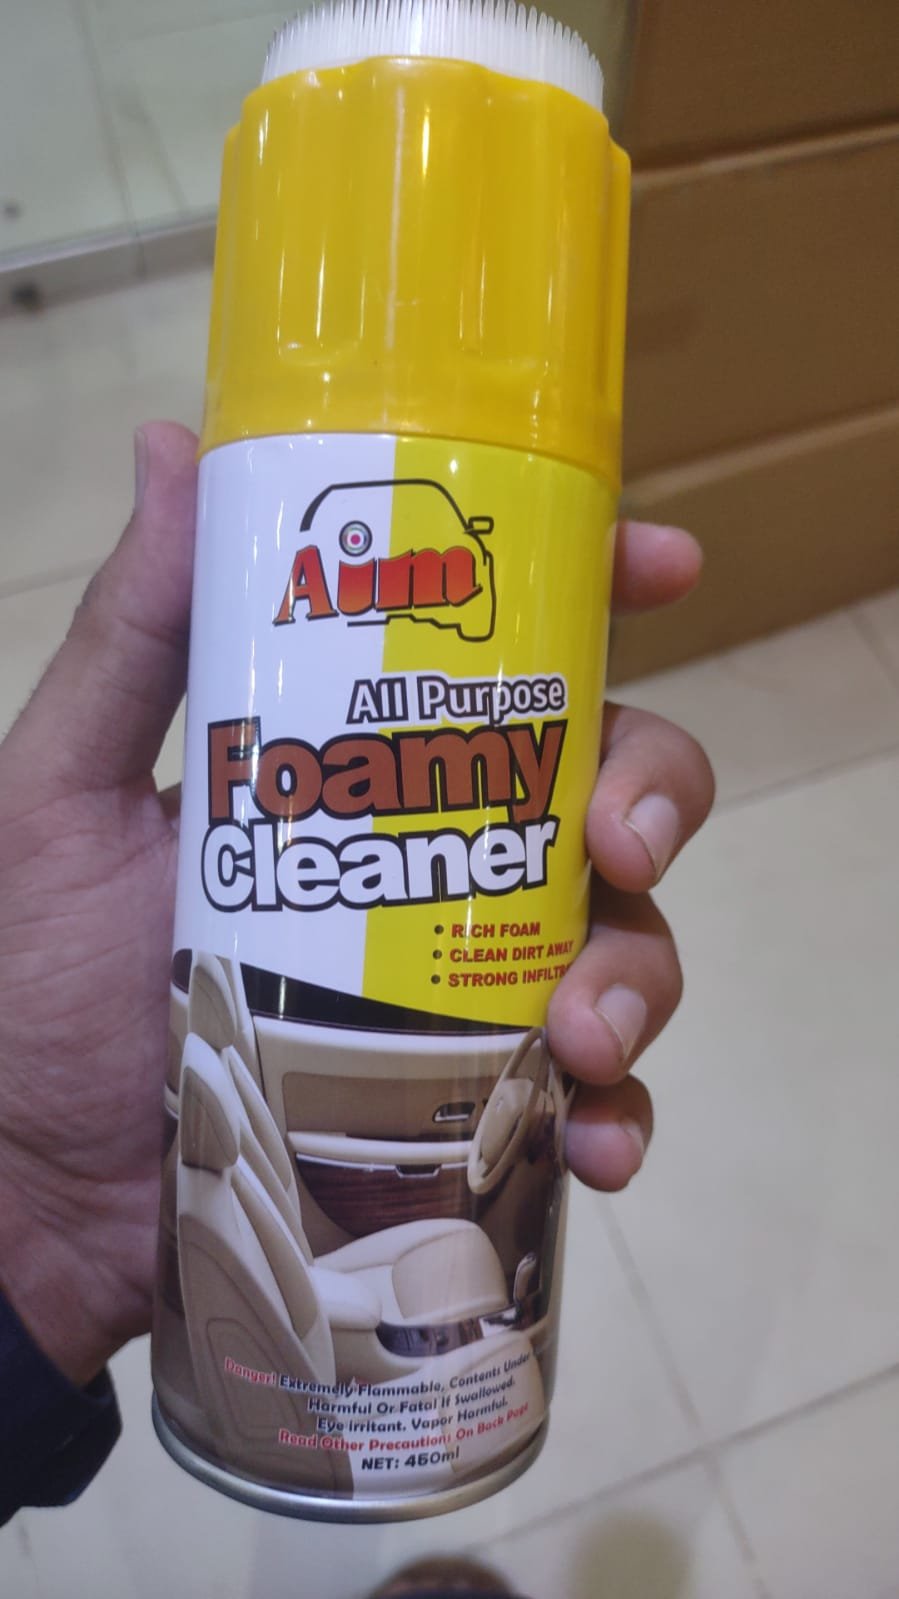 Aim
All Purpose
Foamy
Cleaner
• RICH FOAM
• CLEAN DIRT AWAY
• STRONG
Danger! Extremely Flammable, Contents Under
Harmful Or Fatal If Swallowed.
Eye Irritant. Vapor Harmful.
Read Other Precautions On Back Page
NET: 450ml